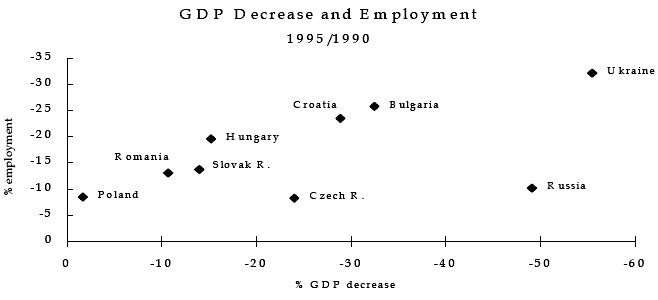 GDP Decrease and Employment
1995/1990
% employment
-35
-30
-25
-20
-15
-10
-5
0
Ukraine
Croatia
Bulgaria
Hungary
Romania
Slovak R.
Poland
Czech R.
Russia
0 -10 -20 -30 -40 -50 -60
% GDP decrease